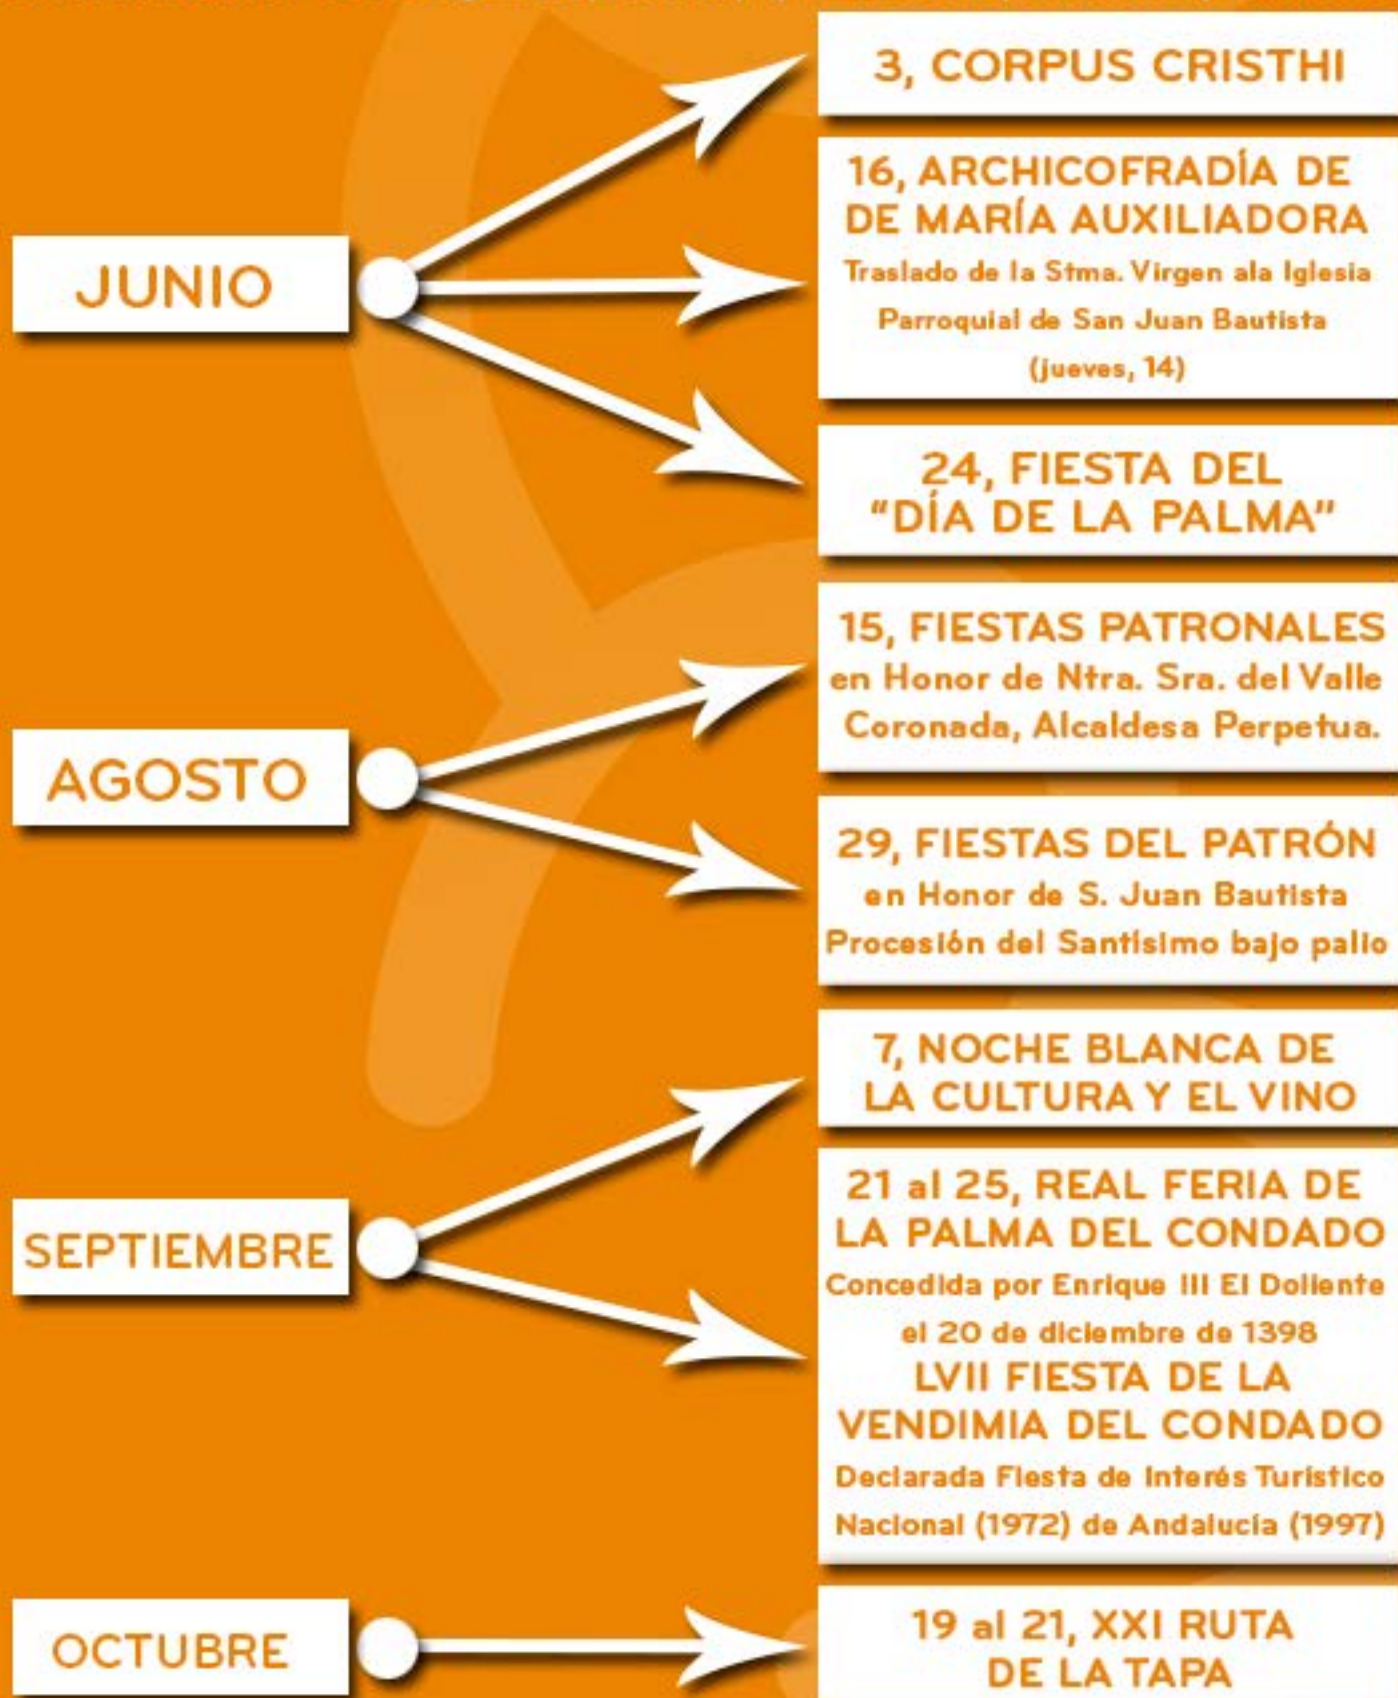 JUNIO
3, CORPUS CRISTHI
16, ARCHICOFRADÍA DE
DE MARÍA AUXILIADORA
Traslado de la Stma. Virgen ala Iglesia
Parroquial de San Juan Bautista
(jueves, 14)
24, FIESTA DEL
"DÍA DE LA PALMA"
AGOSTO
15, FIESTAS PATRONALES
en Honor de Ntra. Sra. del Valle
Coronada, Alcaldesa Perpetua.
29, FIESTAS DEL PATRÓN
en Honor de S. Juan Bautista
Procesión del Santísimo bajo palio
SEPTIEMBRE
7, NOCHE BLANCA DE
LA CULTURA Y EL VINO
21 al 25, REAL FERIA DE
LA PALMA DEL CONDADO
Concedida por Enrique III El Doliente
el 20 de diciembre de 1398
LVII FIESTA DE LA
VENDIMIA DEL CONDADO
Declarada Fiesta de Interés Turístico
Nacional (1972) de Andalucía (1997)
OCTUBRE
19 al 21, XXI RUTA
DE LA TAPA